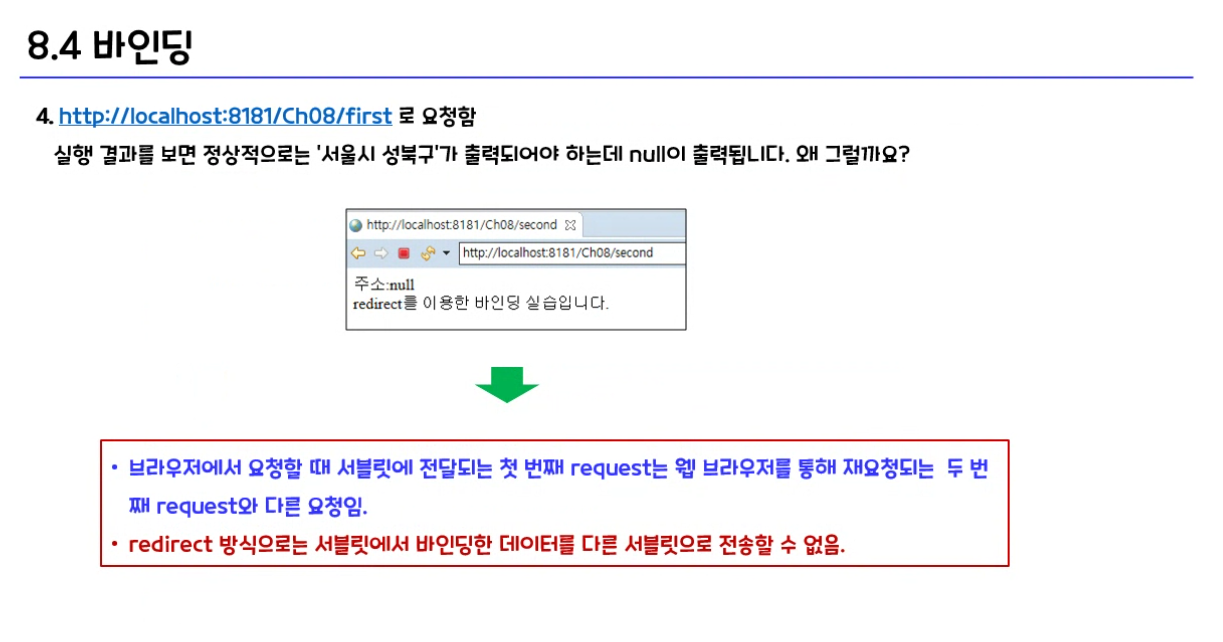 8.4 바인딩
4. http://localhost:8181/Ch08/first 로 요청함
실행 결과를 보면 정상적으로는 '서울시 성북구'가 출력되어야 하는데 null이 출력됩니다. 왜 그럴까요?
http://localhost:8181/Ch08/second
http://localhost:8181/Ch08/second
주소:null
redirect를 이용한 바인딩 실습입니다.
• 브라우저에서 요청할 때 서블릿에 전달되는 첫 번째 request는 웹 브라우저를 통해 재요청되는 두 번
째 request와 다른 요청임.
• redirect 방식으로는 서블릿에서 바인딩한 데이터를 다른 서블릿으로 전송할 수 없음.